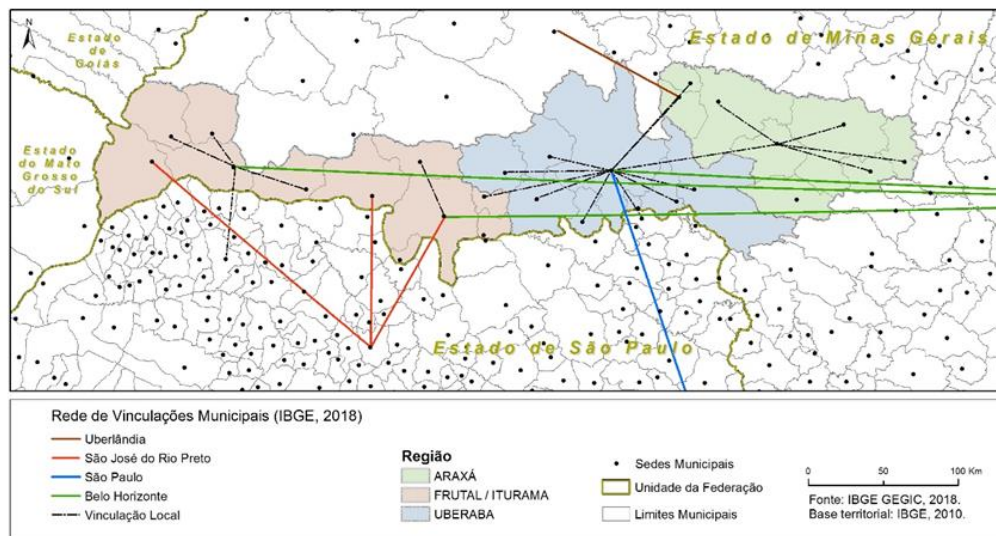 N
Estado
de
Goiás
Estado de Minas Gerais
Estado
do Mato
Grosso
do Sul
Estado de São Paulo
Rede de Vinculações Municipais (IBGE, 2018)
Uberlândia
São José do Rio Preto
São Paulo
Belo Horizonte
Vinculação Local
Região
ARAXÁ
FRUTAL / ITURAMA
UBERABA
Sedes Municipais
Unidade da Federação
Limites Municipais
0 50 100 Km
Fonte: IBGE GEGIC, 2018.
Base territorial: IBGE, 2010.